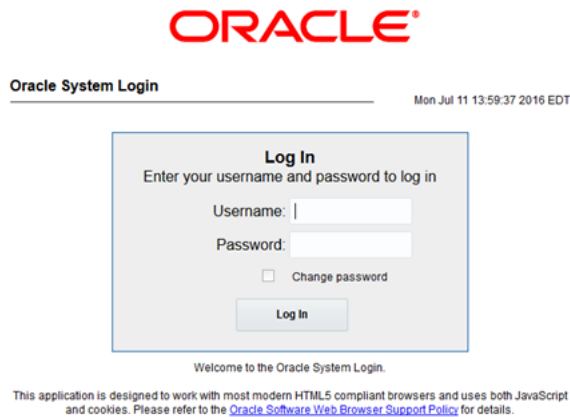 ORACLE®
Oracle System Login
Mon Jul 11 13:59:37 2016 EDT
Log In
Enter your username and password to log in
Username:
Password:
Change password
Log In
Welcome to the Oracle System Login.
This application is designed to work with most modern HTML5 compliant browsers and uses both JavaScript
and cookies. Please refer to the Oracle Software Web Browser Support Policy for details.